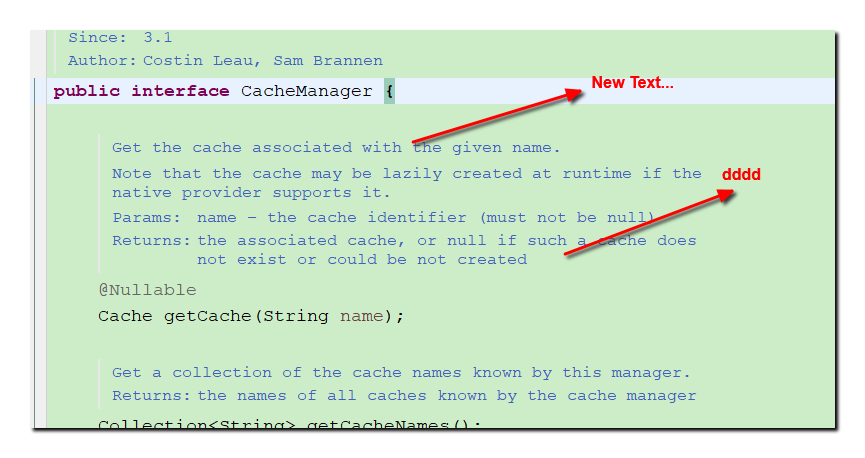 Since: 3.1
Author: Costin Leau, Sam Brannen
public interface CacheManager {
New Text...
Get the cache associated with the given name.
Note that the cache may be lazily created at runtime if the
native provider supports it.
dddd
Params: name – the cache identifier (must not be null)
Returns: the associated cache, or null if such a cache does
not exist or could be not created
@Nullable
Cache getCache(String name);
Get a collection of the cache names known by this manager.
Returns: the names of all caches known by the cache manager
Collection<String> getCacheNames();